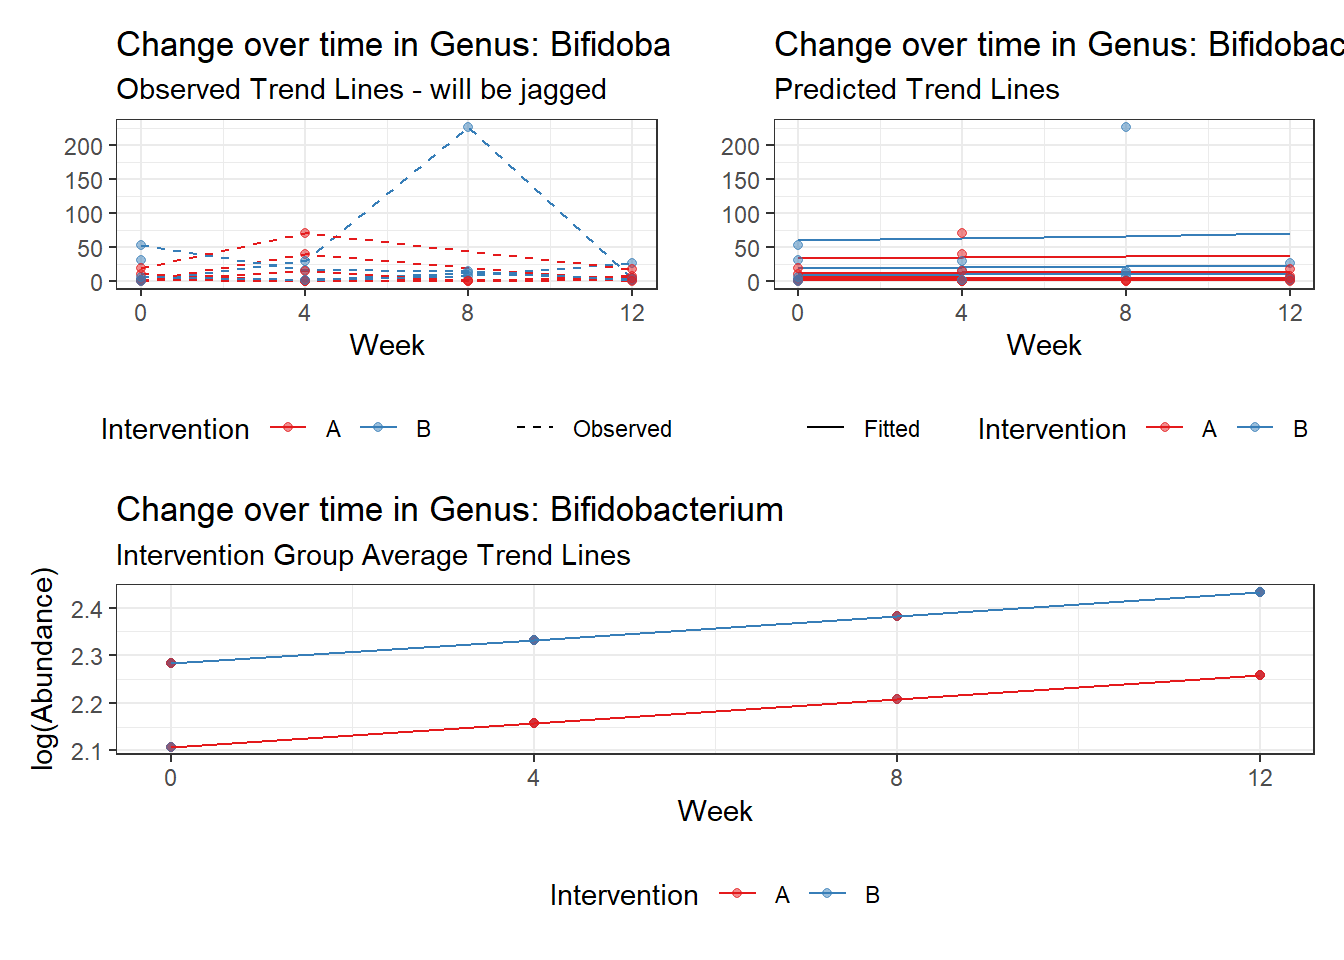 Change over time in Genus: Bifidoba
Observed Trend Lines - will be jagged
200
150
100
50
0
0 4 8 12
Week
Intervention A B Observed
Change over time in Genus: Bifidobac
Predicted Trend Lines
200
150
100
50
0
0 4 8 12
Week
Fitted Intervention A B
Change over time in Genus: Bifidobacterium
Intervention Group Average Trend Lines
log(Abundance)
2.4
2.3
2.2
2.1
0 4 8 12
Week
Intervention A B